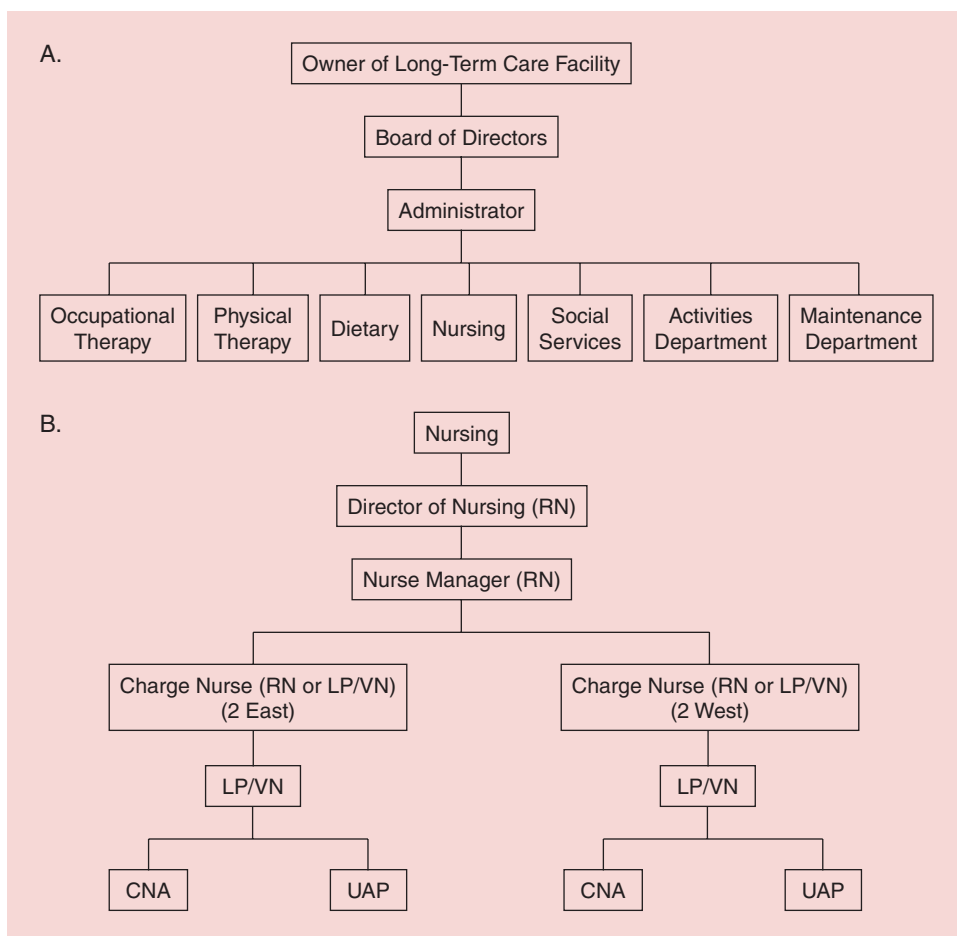 A.
Owner of Long-Term Care Facility
Board of Directors
Administrator
Occupational
Therapy
Physical
Therapy
Dietary
Nursing
Social
Services
Activities
Department
Maintenance
Department
B.
Nursing
Director of Nursing (RN)
Nurse Manager (RN)
Charge Nurse (RN or LP/VN)
(2 East)
Charge Nurse (RN or LP/VN)
(2 West)
LP/VN
LP/VN
CNA
UAP
CNA
UAP